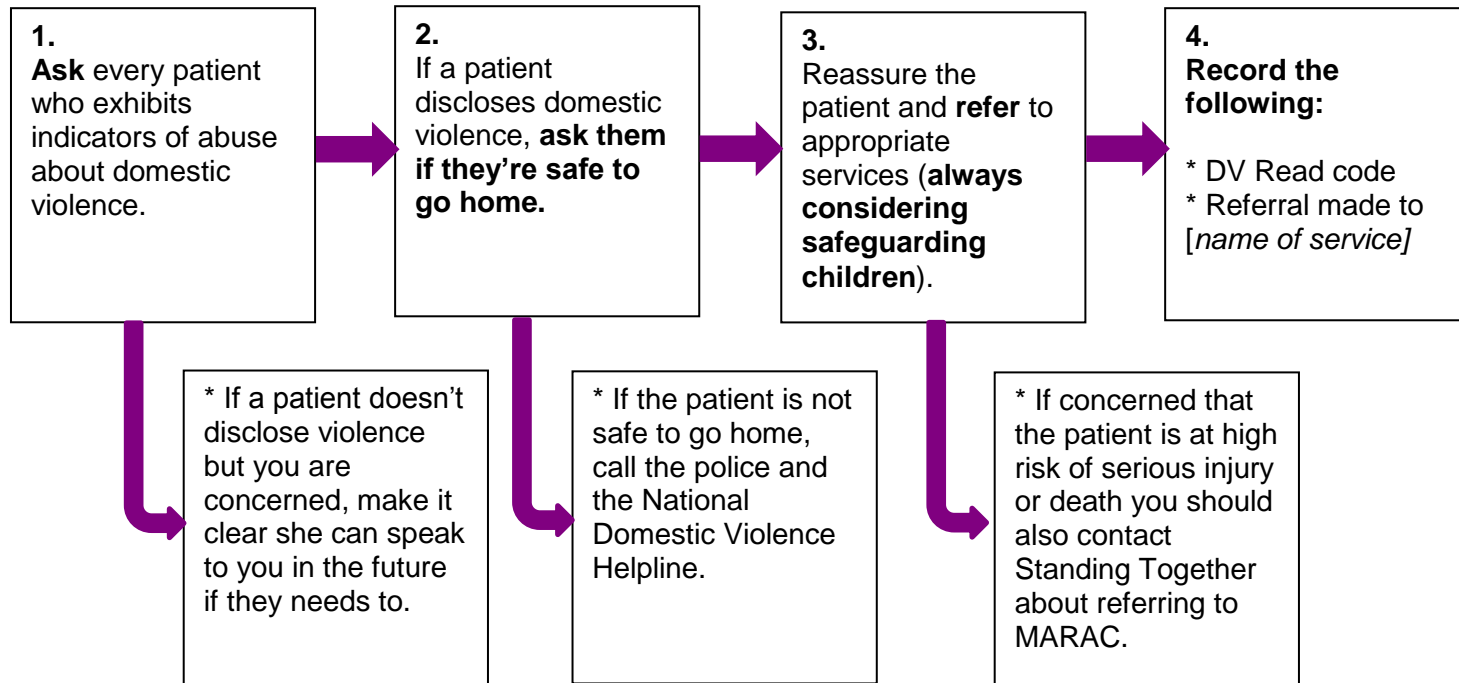 1.
Ask every patient
who exhibits
indicators of abuse
about domestic
violence.
2.
If a patient
discloses domestic
violence, ask them
if they’re safe to
go home.
3.
Reassure the
patient and refer to
appropriate
services (always
considering
safeguarding
children).
4.
Record the
following:
* DV Read code
* Referral made to
[name of service]
* If a patient doesn’t
disclose violence
but you are
concerned, make it
clear she can speak
to you in the future
if they needs to.
* If the patient is not
safe to go home,
call the police and
the National
Domestic Violence
Helpline.
* If concerned that
the patient is at high
risk of serious injury
or death you should
also contact
Standing Together
about referring to
MARAC.